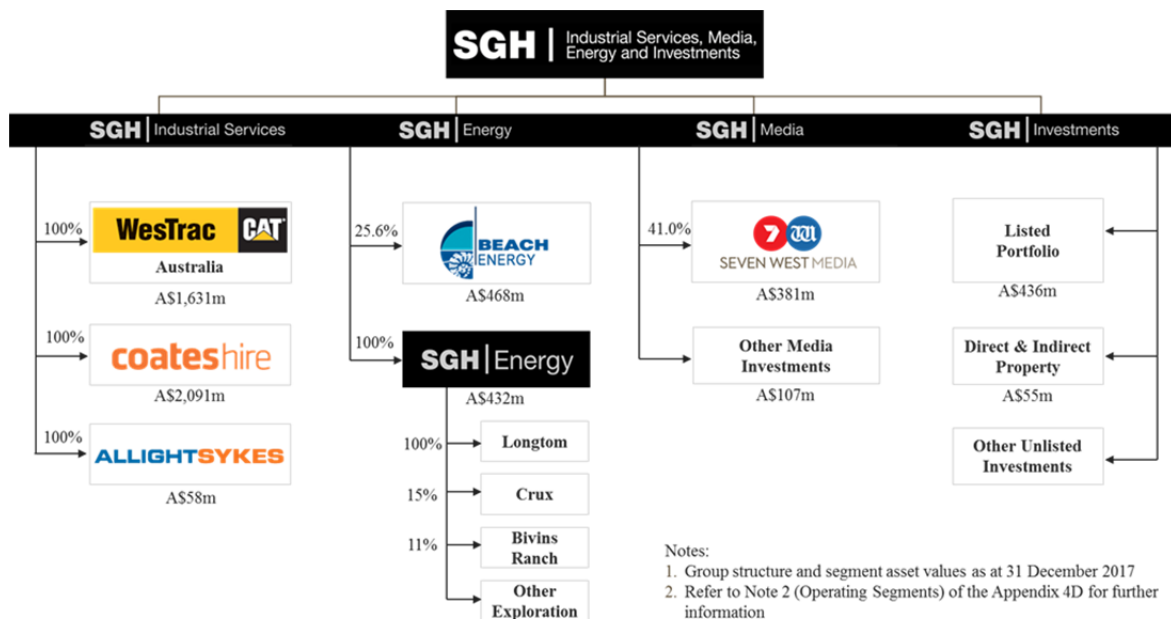 SGH Industrial Services, Media,
Energy and Investments
SGH Industrial Services
SGH Energy
SGH Media
SGH Investments
100%
WesTrac CAT
Australia
A$1,631m
100%
coateshire
A$2,091m
100%
ALLIGHTSYKES
A$58m
25.6%
BEACH
ENERGY
A$468m
100%
SGH Energy
A$432m
100%
Longtom
15%
Crux
11%
Bivins
Ranch
Other
Exploration
41.0%
7 W
SEVEN WEST MEDIA
A$381m
Other Media
Investments
A$107m
Listed
Portfolio
A$436m
Direct & Indirect
Property
A$55m
Other Unlisted
Investments
Notes:
1. Group structure and segment asset values as at 31 December 2017
2. Refer to Note 2 (Operating Segments) of the Appendix 4D for further
information